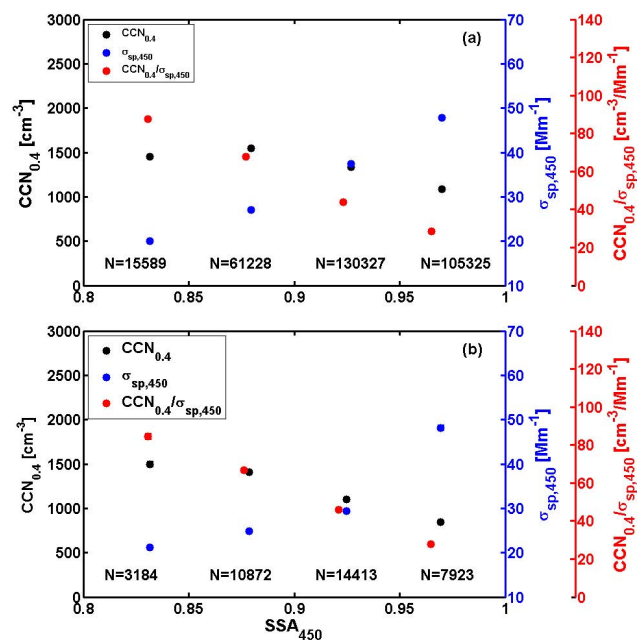 3000
2500
2000
1500
1000
500
0
CCN0.4 [cm-3]
CCN0.4
σsp,450
CCN0.4/σsp,450
(a)
N=15589 N=61228 N=130327 N=105325
0.8 0.85 0.9 0.95 1
70
60
50
40
30
20
10
σsp,450 [Mm-1]
140
120
100
80
60
40
20
0
CCN0.4/σsp,450 [cm-3/Mm-1]
3000
2500
2000
1500
1000
500
0
CCN0.4 [cm-3]
CCN0.4
σsp,450
CCN0.4/σsp,450
(b)
N=3184 N=10872 N=14413 N=7923
0.8 0.85 0.9 0.95 1
SSA450
70
60
50
40
30
20
10
σsp,450 [Mm-1]
140
120
100
80
60
40
20
0
CCN0.4/σsp,450 [cm-3/Mm-1]